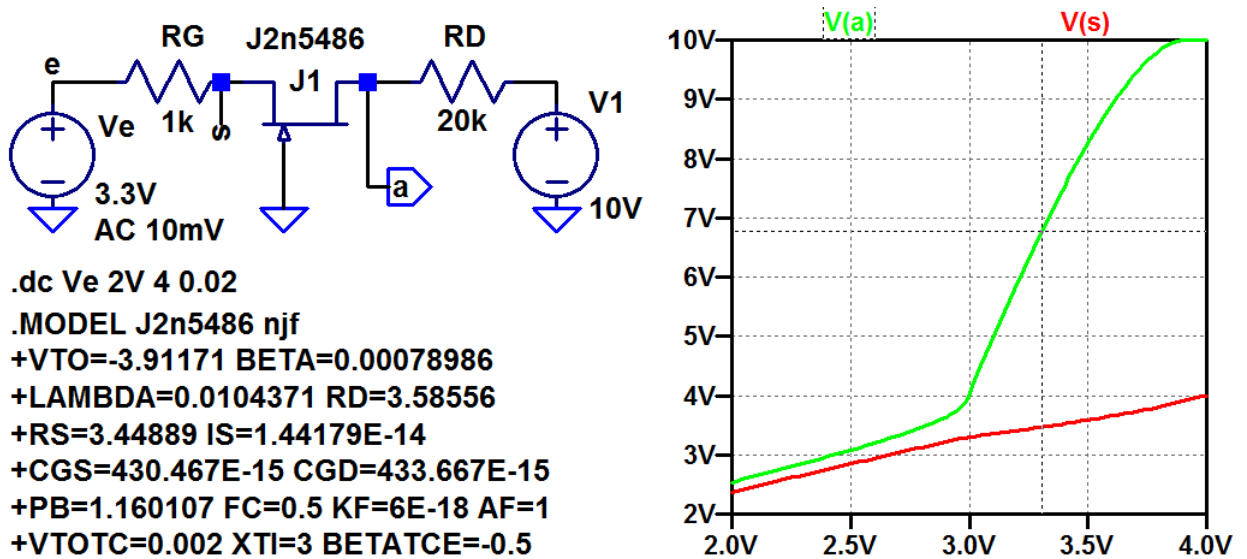 RG J2n5486 RD
e J1 V1
Ve 1k s 20k
3.3V a 10V
AC 10mV
.dc Ve 2V 4 0.02
.MODEL J2n5486 njf
+VTO=-3.91171 BETA=0.00078986
+LAMBDA=0.0104371 RD=3.58556
+RS=3.44889 IS=1.44179E-14
+CGS=430.467E-15 CGD=433.667E-15
+PB=1.160107 FC=0.5 KF=6E-18 AF=1
+VTOTC=0.002 XTI=3 BETATCE=-0.5
V(a) V(s)
10V
9V
8V
7V
6V
5V
4V
3V
2V
2.0V 2.5V 3.0V 3.5V 4.0V